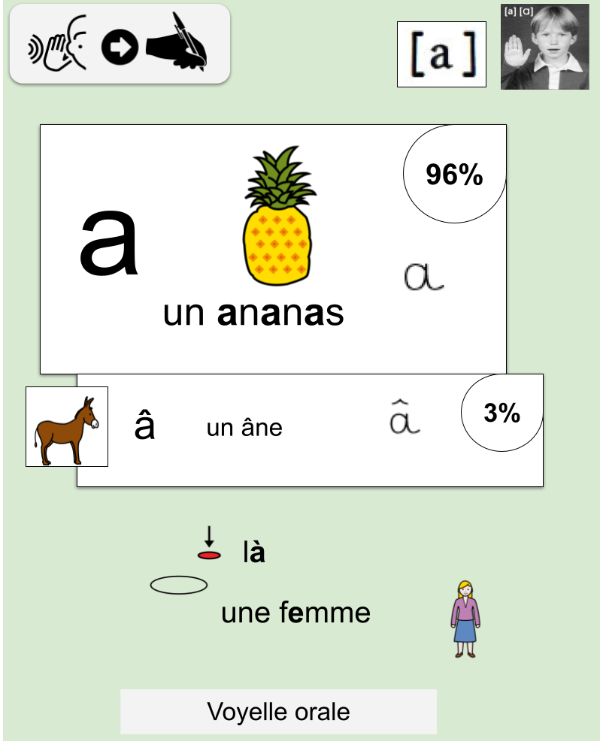 [a]
[a] [ɑ]
96%
a
a
un ananas
â
un âne
â
3%
là
une femme
Voyelle orale